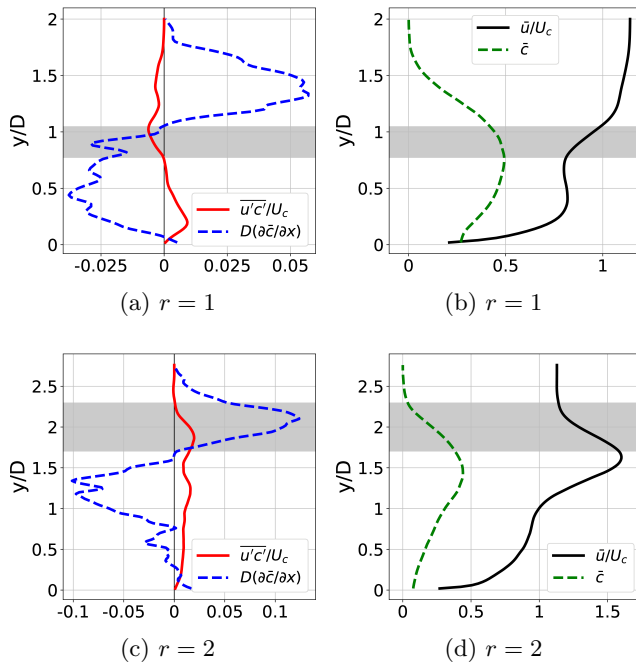 y/D
2
1.5
1
0.5
0
-0.025
0
0.025
0.05
u'c'/U_c
D(∂c̄/∂x)
(a) r = 1
y/D
2
1.5
1
0.5
0
0
0.5
1
ū/U_c
c̄
(b) r = 1
y/D
2.5
2
1.5
1
0.5
0
-0.1
-0.05
0
0.05
0.1
u'c'/U_c
D(∂c̄/∂x)
(c) r = 2
y/D
2.5
2
1.5
1
0.5
0
0
0.5
1
1.5
ū/U_c
c̄
(d) r = 2